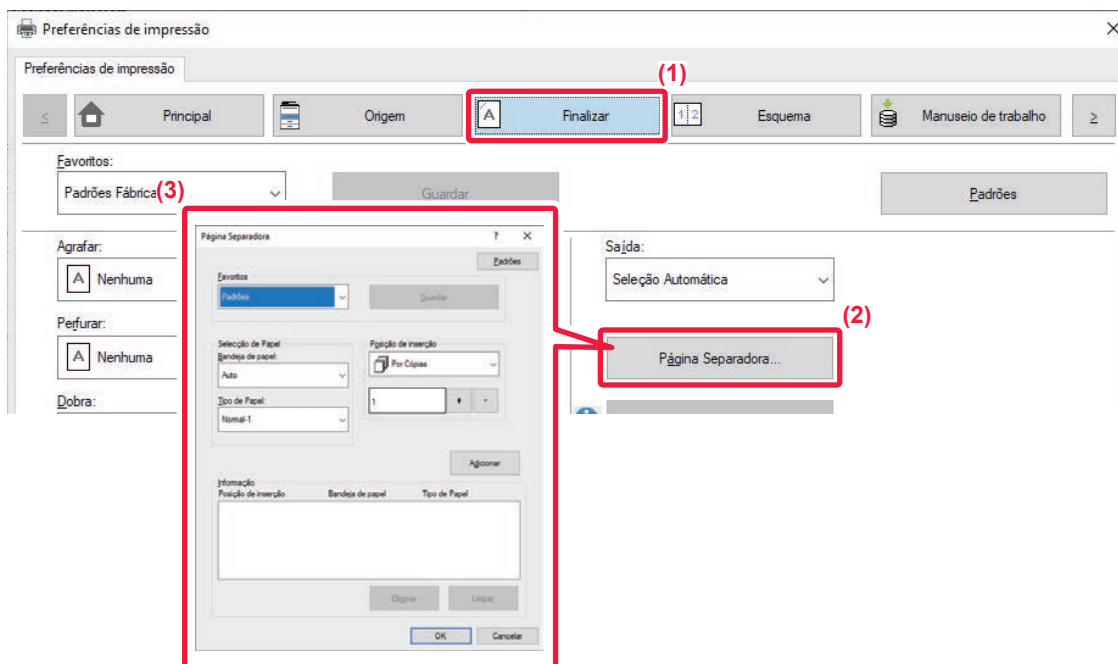 Preferências de impressão
Preferências de impressão
(1)
Principal
Origem
Finalizar
Esquema
Manuseio de trabalho
Favoritos:
Padrões Fábrica
Guardar
Padrões
(3)
Agrafar:
Nenhuma
Perfurar:
Nenhuma
Dobra:
Página Separadora
Padrões
Favoritos
Padrões
Guardar
Selecção de Papel
Bandeja de papel:
Auto
Tipo de Papel:
Normal-1
Posição de inserção
Por Cópias
1
Adicionar
Informação
Posição de inserção Bandeja de papel Tipo de Papel
Eliminar Limpar
OK Cancelar
Saída:
Seleção Automática
(2)
Página Separadora...